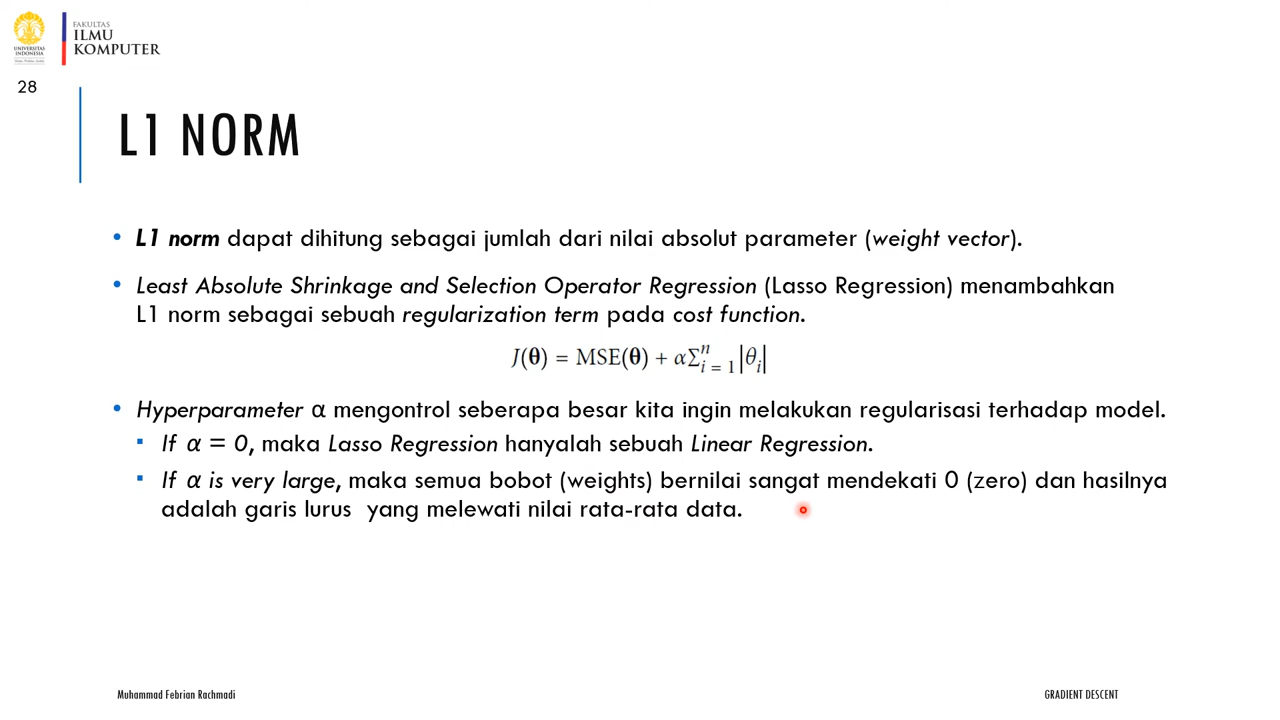 FAKULTAS
ILMU
KOMPUTER
UNIVERSITAS
INDONESIA
28
L1 NORM
• L1 norm dapat dihitung sebagai jumlah dari nilai absolut parameter (weight vector).
• Least Absolute Shrinkage and Selection Operator Regression (Lasso Regression) menambahkan
L1 norm sebagai sebuah regularization term pada cost function.
J(θ) = MSE(θ) + αΣⁿᵢ₌₁|θᵢ|
• Hyperparameter α mengontrol seberapa besar kita ingin melakukan regularisasi terhadap model.
▪ If α = 0, maka Lasso Regression hanyalah sebuah Linear Regression.
▪ If α is very large, maka semua bobot (weights) bernilai sangat mendekati 0 (zero) dan hasilnya
adalah garis lurus yang melewati nilai rata-rata data.
Muhammad Febrian Rachmadi
GRADIENT DESCENT